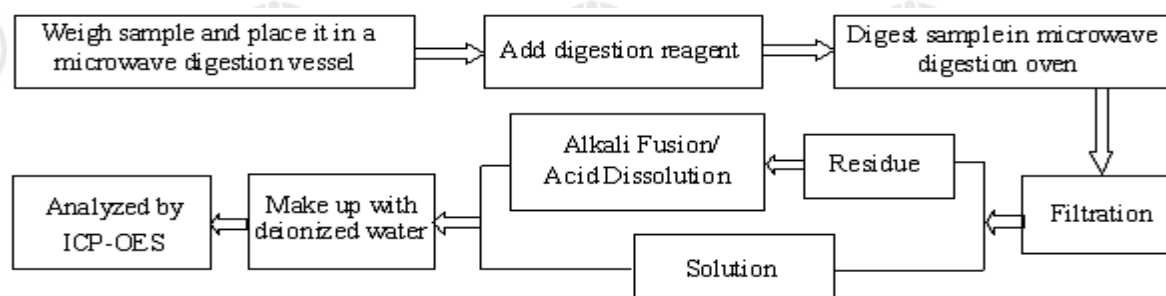 Weigh sample and place it in a
microwave digestion vessel
Add digestion reagent
Digest sample in microwave
digestion oven
Filtration
Residue
Alkali Fusion/
Acid Dissolution
Solution
Make up with
deionized water
Analyzed by
ICP-OES